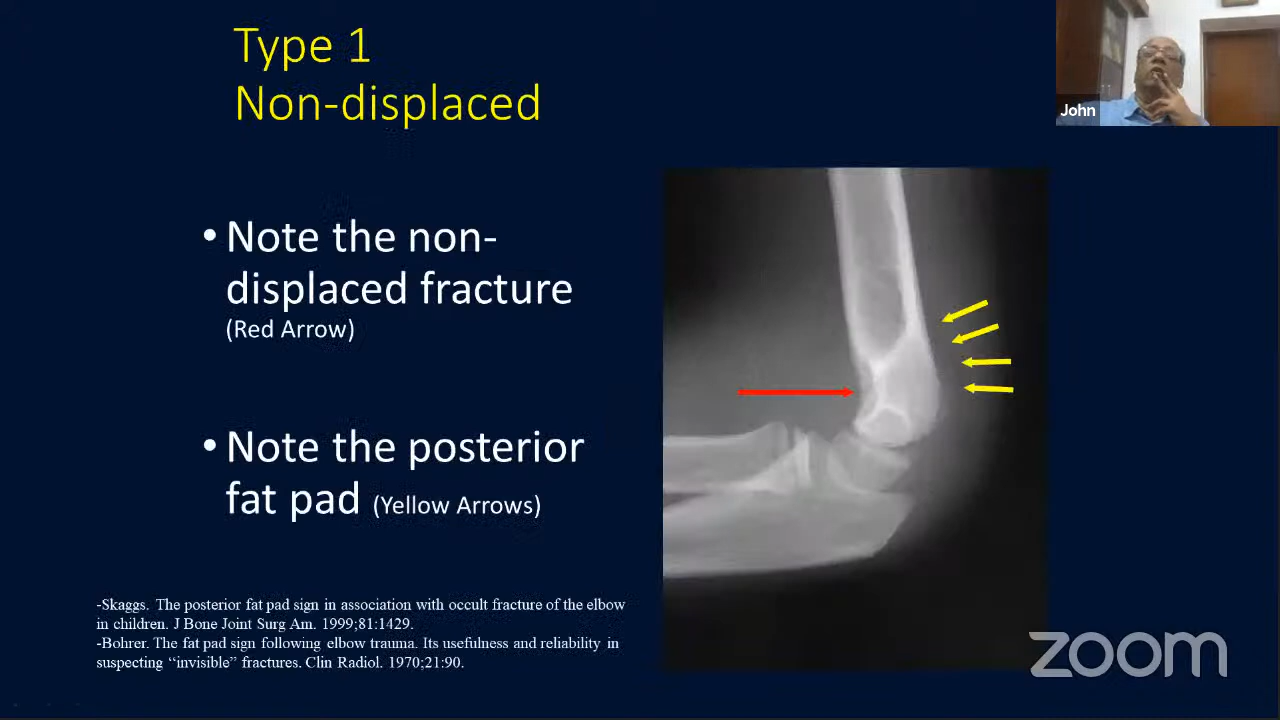 Type 1
Non-displaced
John
• Note the non-
displaced fracture
(Red Arrow)
• Note the posterior
fat pad (Yellow Arrows)
-Skaggs. The posterior fat pad sign in association with occult fracture of the elbow
in children. J Bone Joint Surg Am. 1999;81:1429.
-Bohrer. The fat pad sign following elbow trauma. Its usefulness and reliability in
suspecting “invisible” fractures. Clin Radiol. 1970;21:90.
zoom